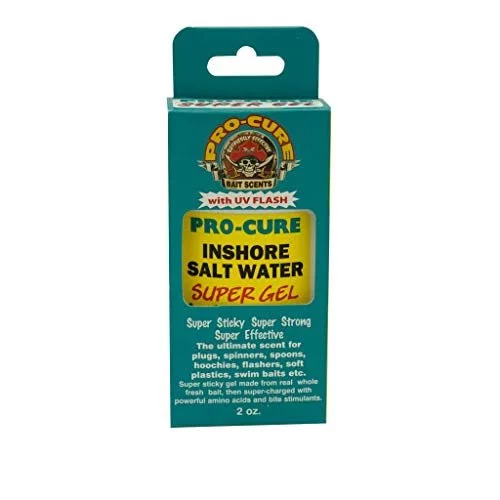 SUPER GEL
PRO-CURE
BAIT SCENTS
with UV FLASH
PRO-CURE
INSHORE
SALT WATER
SUPER GEL
Super Sticky Super Strong
Super Effective
The ultimate scent for
plugs, spinners, spoons,
hoochies, flashers, soft
plastics, swim baits etc.
Super sticky gel made from real whole
fresh bait, then super-charged with
powerful amino acids and bite stimulants.
2 oz.